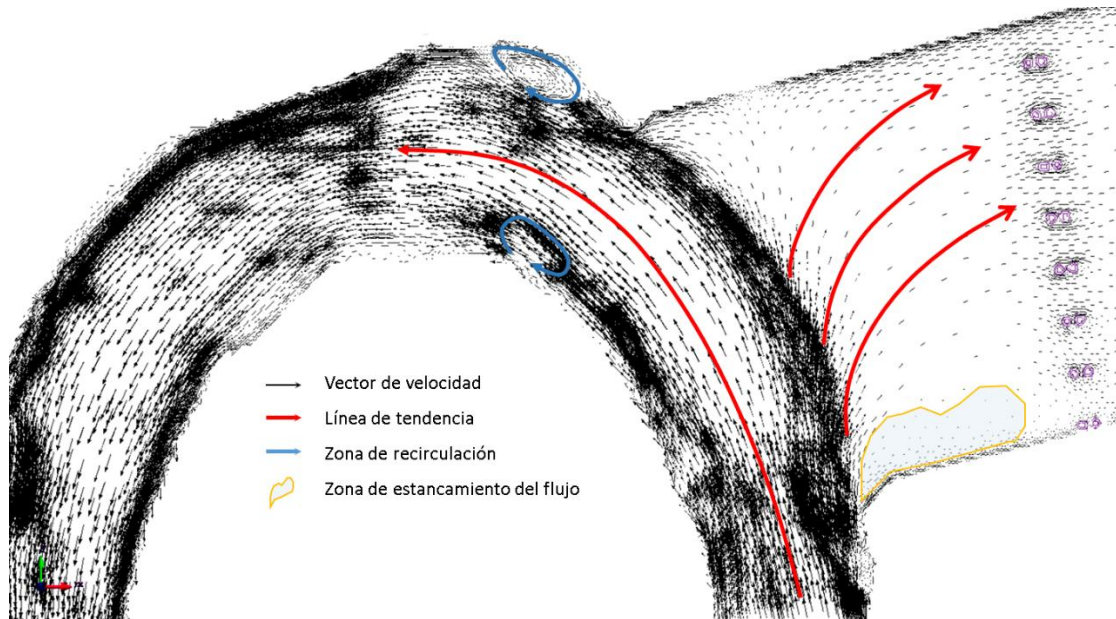 Vector de velocidad
Línea de tendencia
Zona de recirculación
Zona de estancamiento del flujo